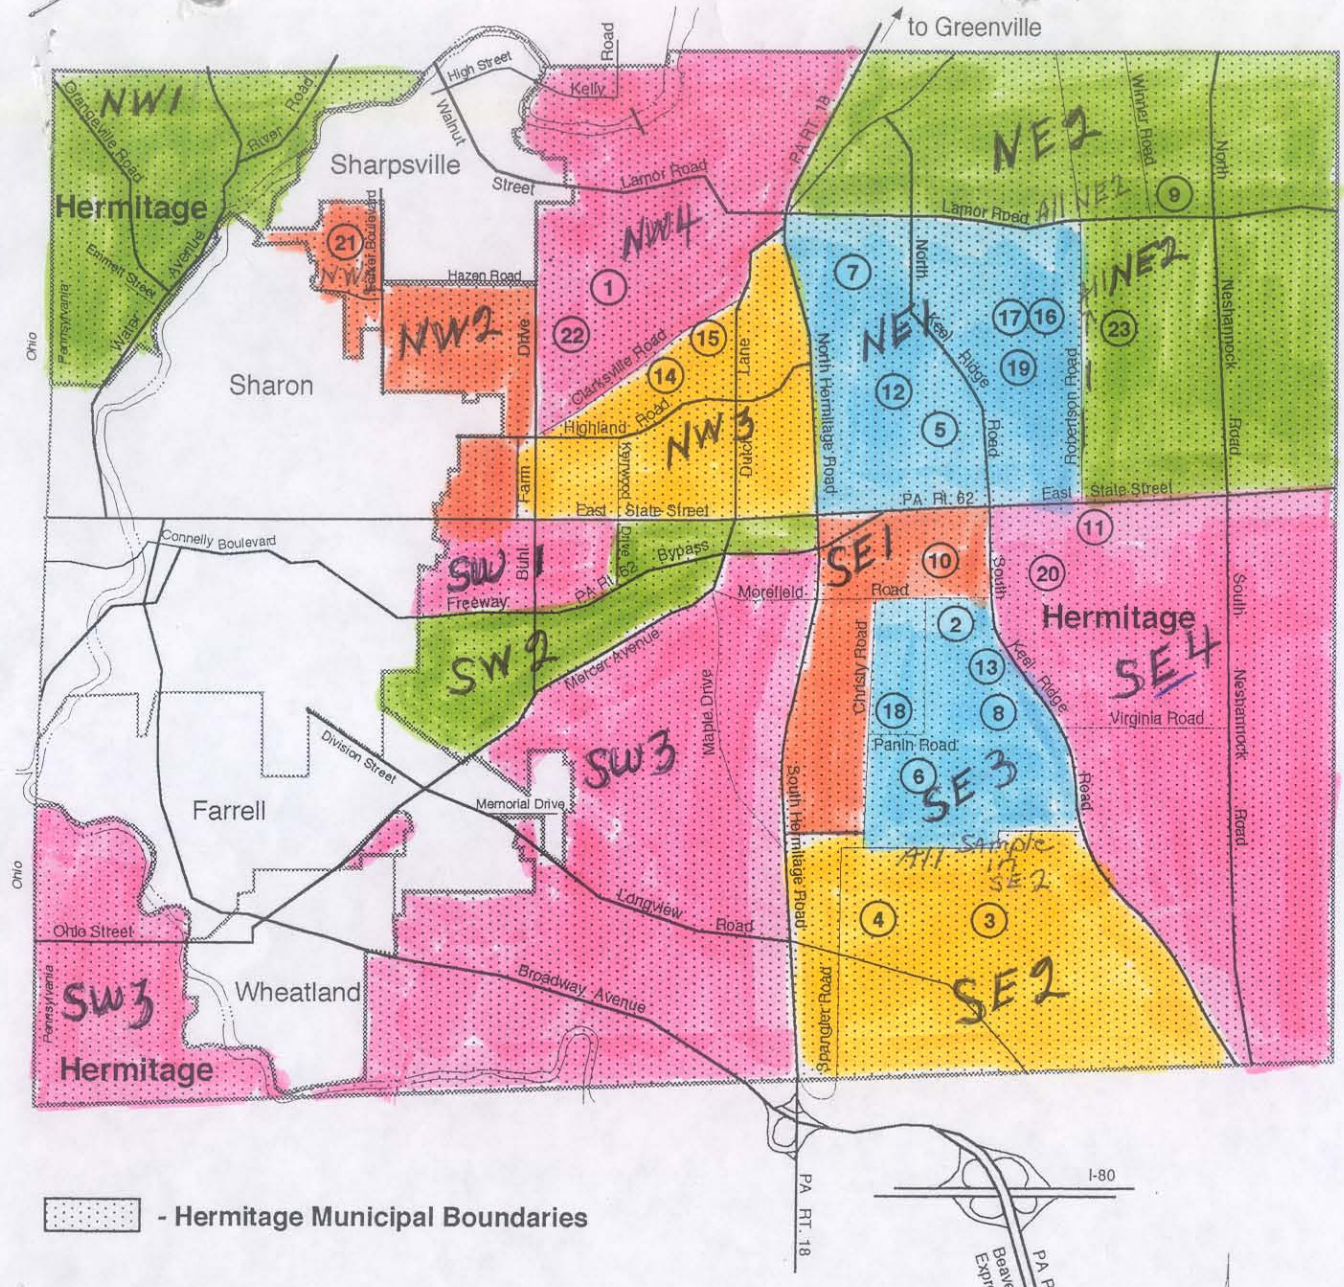 to Greenville
High Street
Road
Kelly
NW1
Grangeville Road
River Road
Walnut Street
PA RT. 18
NE2
Winner Road
North
Sharpsville
Lamor Road
Lamor Road
All NE2
9
Hermitage
21
NW4
Hazen Road
1
7
NE1
North
NE2
Emmett Street
Water Avenue
Ohio
Pennsylvania
NW2
Drive
22
15
14
Clarksville Road
Lane
17
16
19
23
Neshannock
Sharon
12
5
Keel Ridge
Road
Robertson Road
Road
North Hermitage Road
Highland Road
NW3
Dutch
Kerrwood
Farm
East State Street
PA Rt. 62
East State Street
Connelly Boulevard
SW 1
Buhl
Drive
Bypass
PA Rt. 62
Freeway
SE1
10
11
20
Morefield Road
South
South
Hermitage
SE4
SW2
Mercer Avenue
Maple Drive
Christy Road
2
13
18
8
Keel Ridge
Road
Virginia Road
Neshannock
Road
Panin Road
6
SE3
SW3
Division Street
Memorial Drive
Farrell
South Hermitage Road
All Sample
12
SE2
4
3
Ohio
Ohio Street
Longview Road
Pennsylvania
SW3
Wheatland
Broadway Avenue
SE2
Spangler Road
Hermitage
I-80
- Hermitage Municipal Boundaries
PA RT. 18